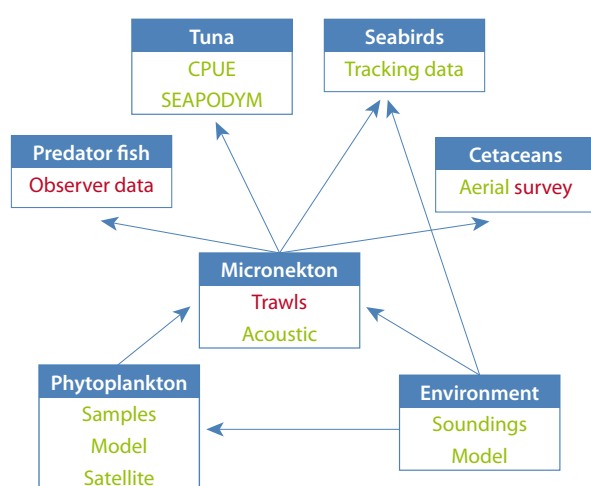 Tuna
CPUE
SEAPODYM
Seabirds
Tracking data
Predator fish
Observer data
Cetaceans
Aerial survey
Micronekton
Trawls
Acoustic
Phytoplankton
Samples
Model
Satellite
Environment
Soundings
Model